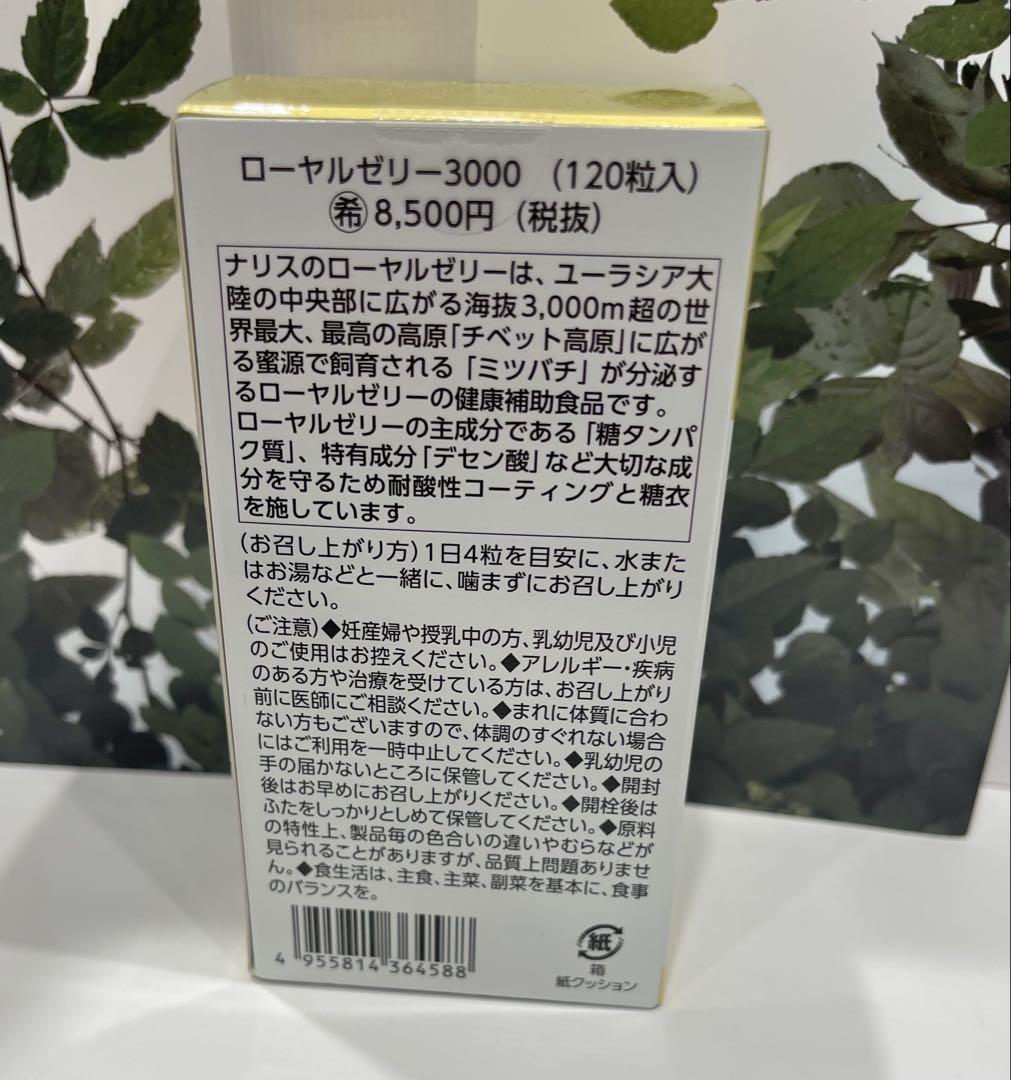 ローヤルゼリー3000 （120粒入）
㊍希 8,500円（税抜）
ナリスのローヤルゼリーは、ユーラシア大
陸の中央部に広がる海抜3,000m超の世
界最大、最高の高原「チベット高原」に広が
る蜜源で飼育される「ミツバチ」が分泌す
るローヤルゼリーの健康補助食品です。
ローヤルゼリーの主成分である「糖タンパ
ク質」、特有成分「デセン酸」など大切な成
分を守るため耐酸性コーティングと糖衣
を施しています。
（お召し上がり方）1日4粒を目安に、水また
はお湯などと一緒に、噛まずにお召し上がり
ください。
（ご注意）◆妊産婦や授乳中の方、乳幼児及び小児
のご使用はお控えください。◆アレルギー・疾病
のある方や治療を受けている方は、お召し上がり
前に医師にご相談ください。◆まれに体質に合わ
ない方もございますので、体調のすぐれない場合
にはご利用を一時中止してください。◆乳幼児の
手の届かないところに保管してください。◆開封
後はお早めにお召し上がりください。◆開栓後は
ふたをしっかりとしめて保管してください。◆原料
の特性上、製品毎の色合いの違いやむらなどが
見られることがありますが、品質上問題ありませ
ん。◆食生活は、主食、主菜、副菜を基本に、食事
のバランスを。
4 955814 364588
紙
箱
紙クッション